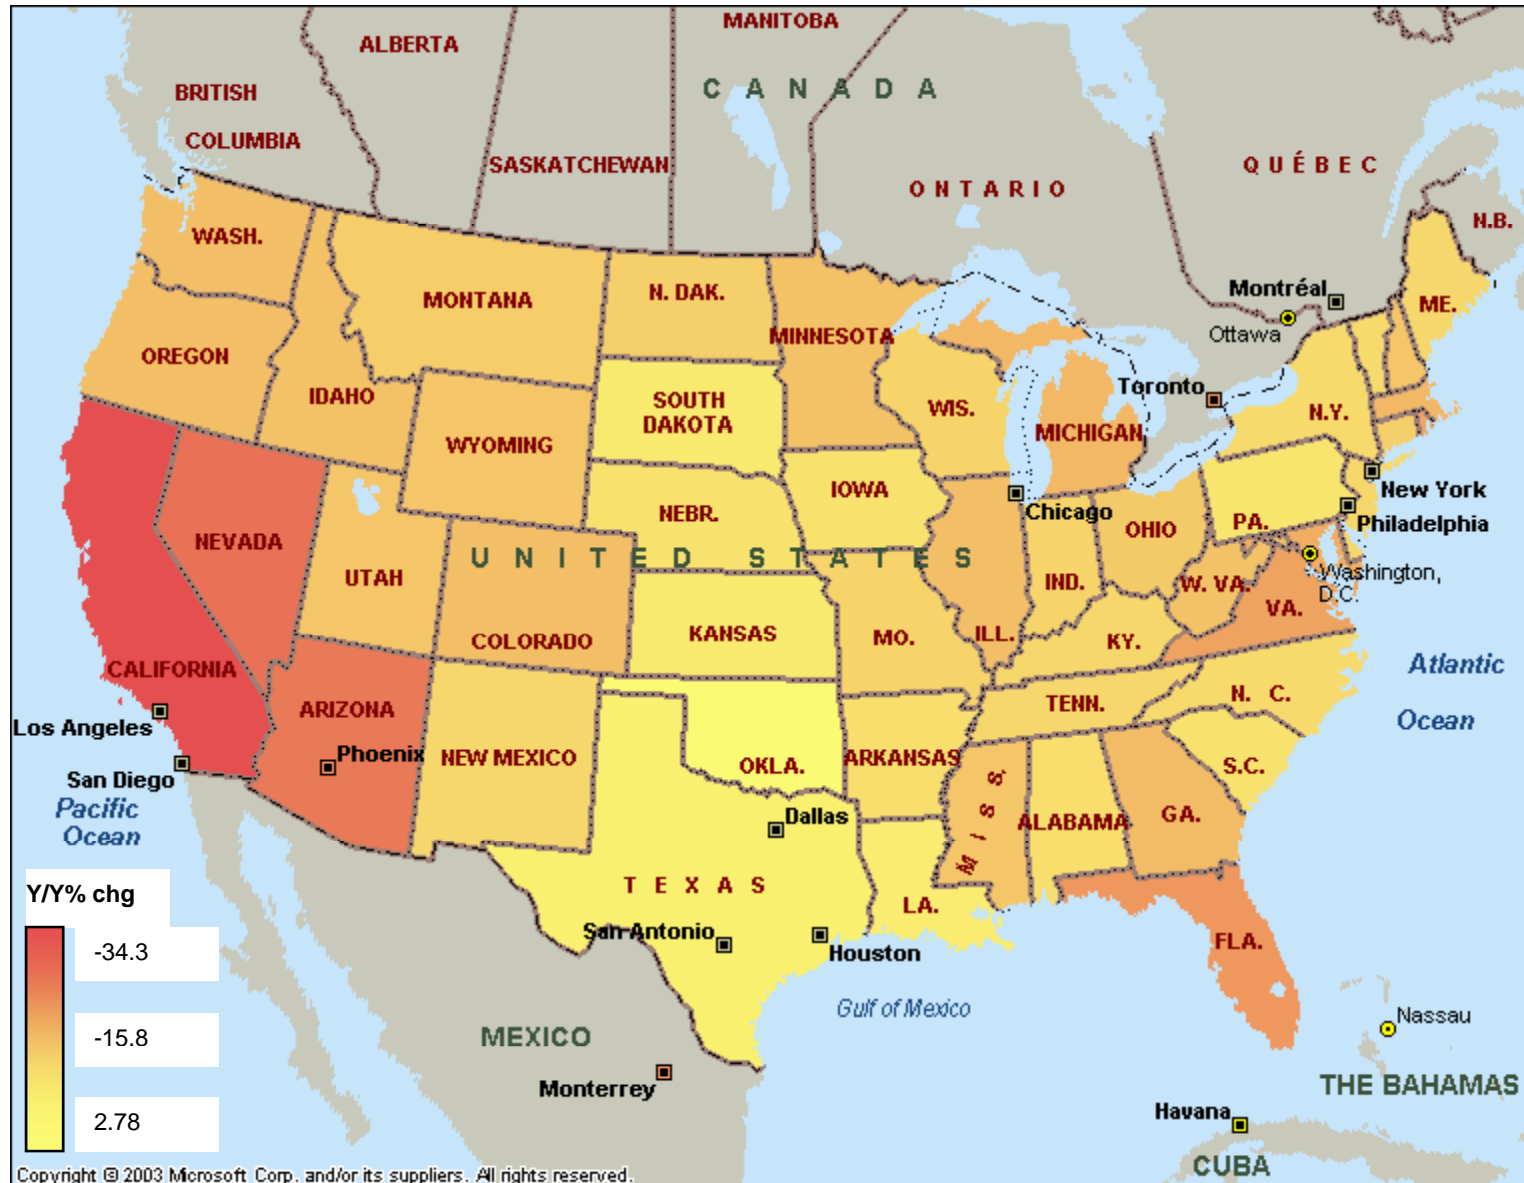 MANITOBA
ALBERTA
CANADA
BRITISH
COLUMBIA
SASKATCHEWAN
ONTARIO
QUÉBEC
N.B.
WASH.
MONTANA
N. DAK.
MINNESOTA
Montréal
Ottawa
ME.
OREGON
IDAHO
SOUTH
DAKOTA
WIS.
Toronto
N.Y.
WYOMING
MICHIGAN
NEBR.
IOWA
Chicago
New York
Philadelphia
PA.
OHIO
NEVADA
UTAH
UNITED STATES
IND.
W. VA.
Washington,
D.C.
VA.
COLORADO
KANSAS
MO.
ILL.
KY.
CALIFORNIA
Atlantic
Ocean
Los Angeles
ARIZONA
Phoenix
NEW MEXICO
OKLA.
ARKANSAS
TENN.
N. C.
San Diego
S.C.
Pacific
Ocean
Dallas
MISS.
ALABAMA
GA.
TEXAS
LA.
San Antonio
Houston
FLA.
Y/Y% chg
-34.3
-15.8
2.78
Gulf of Mexico
MEXICO
Monterrey
Nassau
THE BAHAMAS
Havana
CUBA
Copyright © 2003 Microsoft Corp. and/or its suppliers. All rights reserved.